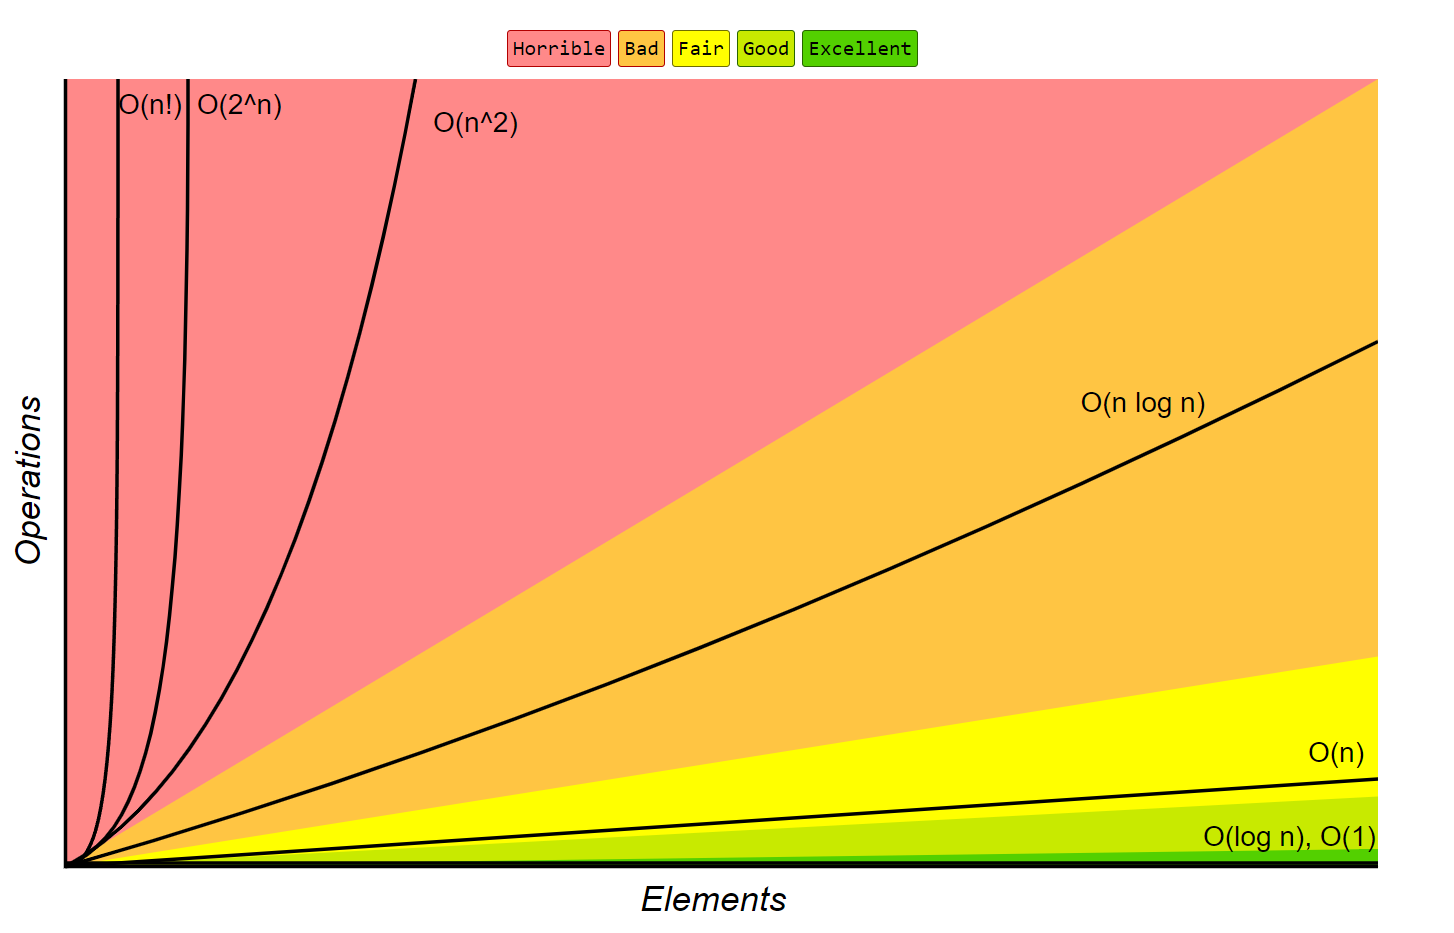 Horrible Bad Fair Good Excellent
O(n!) O(2^n)
O(n^2)
O(n log n)
O(n)
O(log n), O(1)
Operations
Elements